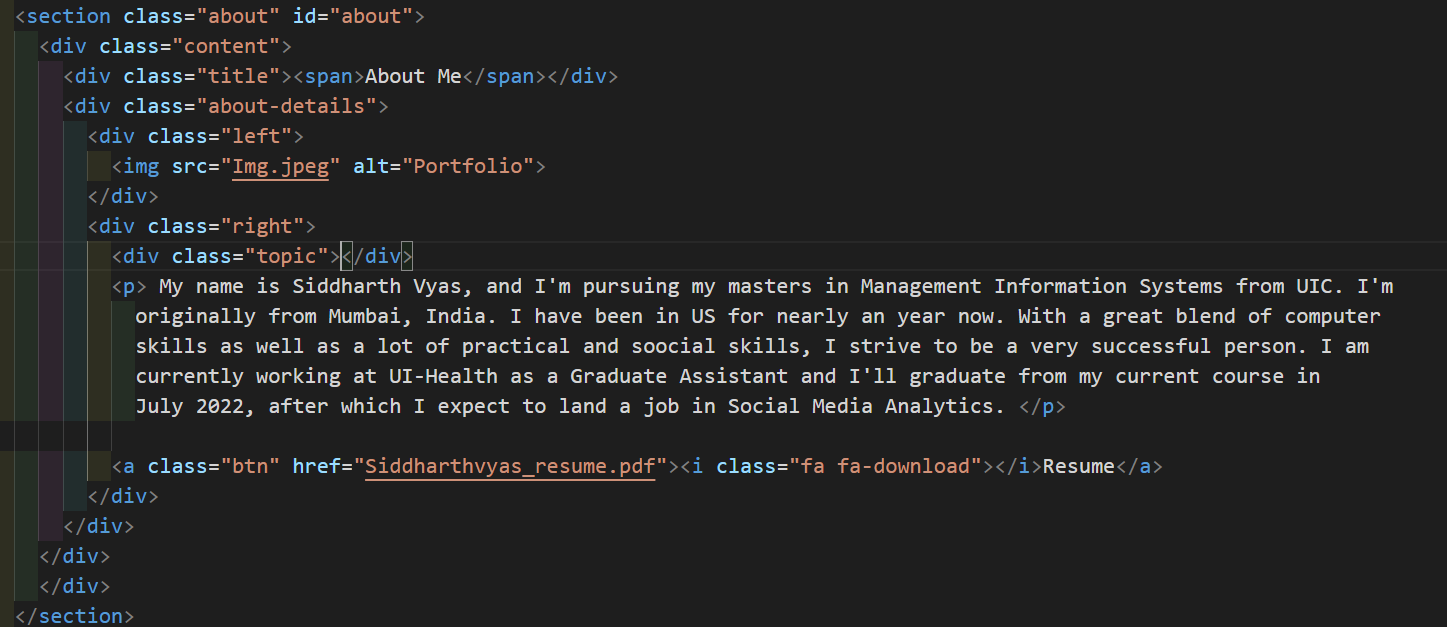 <section class="about" id="about">
<div class="content">
<div class="title"><span>About Me</span></div>
<div class="about-details">
<div class="left">
<img src="Img.jpeg" alt="Portfolio">
</div>
<div class="right">
<div class="topic"></div>
<p> My name is Siddharth Vyas, and I'm pursuing my masters in Management Information Systems from UIC. I'm
originally from Mumbai, India. I have been in US for nearly an year now. With a great blend of computer
skills as well as a lot of practical and soocial skills, I strive to be a very successful person. I am
currently working at UI-Health as a Graduate Assistant and I'll graduate from my current course in
July 2022, after which I expect to land a job in Social Media Analytics. </p>
<a class="btn" href="Siddharthvyas_resume.pdf"><i class="fa fa-download"></i>Resume</a>
</div>
</div>
</div>
</div>
</section>